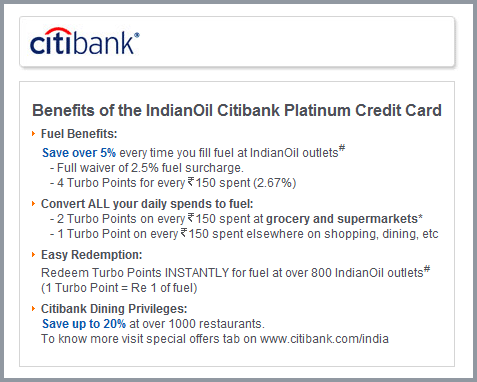 citibank®
Benefits of the IndianOil Citibank Platinum Credit Card
Fuel Benefits:
Save over 5% every time you fill fuel at IndianOil outlets#
- Full waiver of 2.5% fuel surcharge.
- 4 Turbo Points for every ₹150 spent (2.67%)
Convert ALL your daily spends to fuel:
- 2 Turbo Points on every ₹150 spent at grocery and supermarkets*
- 1 Turbo Point on every ₹150 spent elsewhere on shopping, dining, etc
Easy Redemption:
Redeem Turbo Points INSTANTLY for fuel at over 800 IndianOil outlets#
(1 Turbo Point = Re 1 of fuel)
Citibank Dining Privileges:
Save up to 20% at over 1000 restaurants.
To know more visit special offers tab on www.citibank.com/india